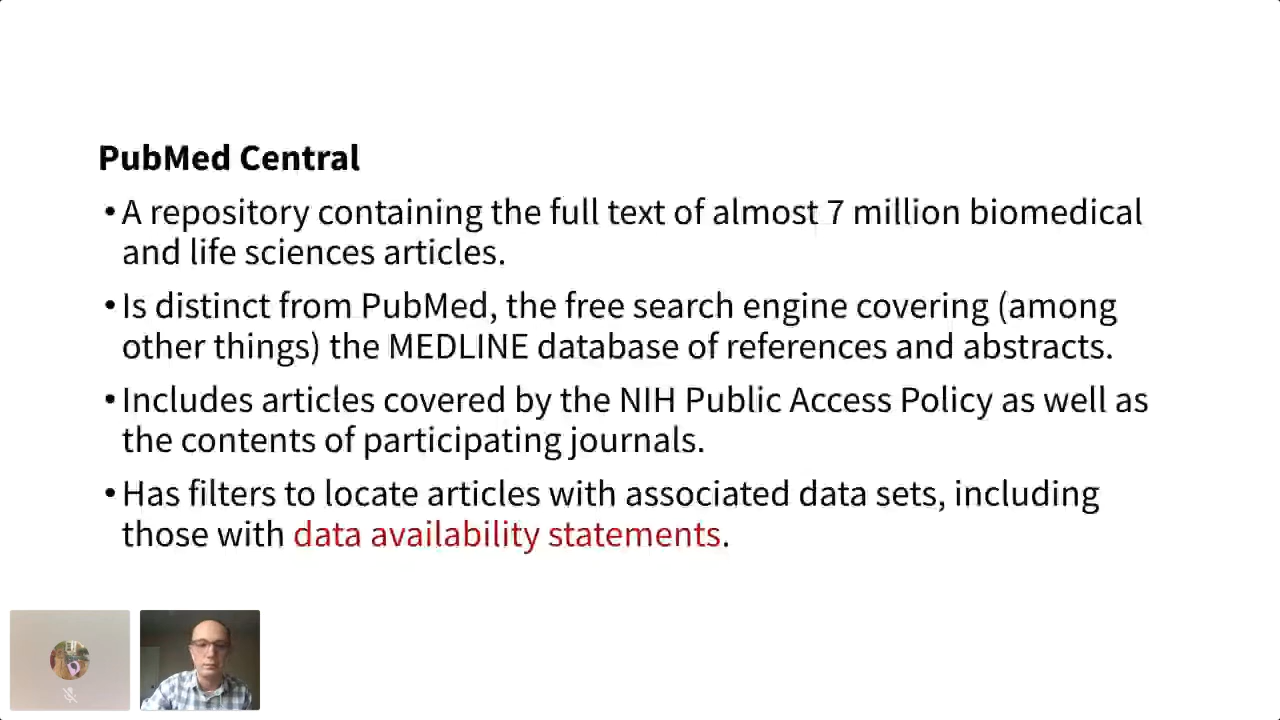 PubMed Central
•A repository containing the full text of almost 7 million biomedical
and life sciences articles.
•Is distinct from PubMed, the free search engine covering (among
other things) the MEDLINE database of references and abstracts.
•Includes articles covered by the NIH Public Access Policy as well as
the contents of participating journals.
•Has filters to locate articles with associated data sets, including
those with data availability statements.